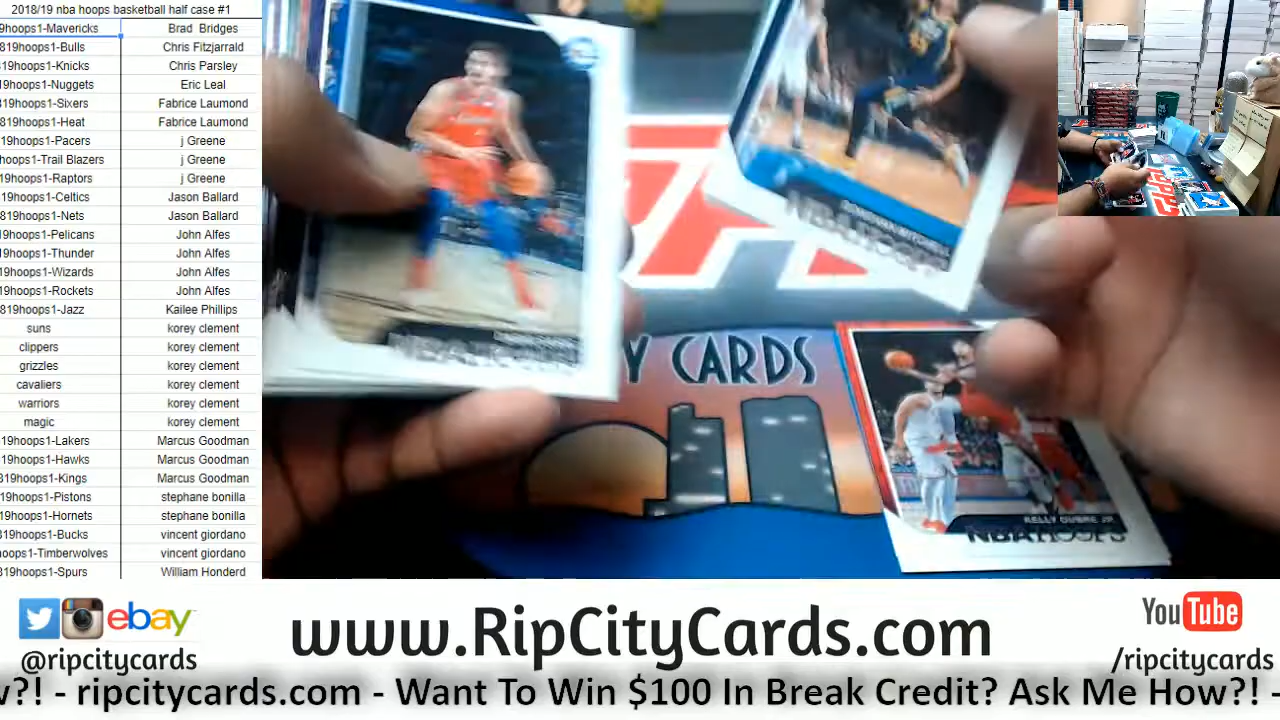 2018/19 nba hoops basketball half case #1
9hoops1-Mavericks Brad Bridges
819hoops1-Bulls Chris Fitzjarrald
19hoops1-Knicks Chris Parsley
19hoops1-Nuggets Eric Leal
19hoops1-Sixers Fabrice Laumond
819hoops1-Heat Fabrice Laumond
19hoops1-Pacers j Greene
hoops1-Trail Blazers j Greene
19hoops1-Raptors j Greene
19hoops1-Celtics Jason Ballard
819hoops1-Nets Jason Ballard
19hoops1-Pelicans John Alfes
19hoops1-Thunder John Alfes
19hoops1-Wizards John Alfes
19hoops1-Rockets John Alfes
819hoops1-Jazz Kailee Phillips
suns korey clement
clippers korey clement
grizzles korey clement
cavaliers korey clement
warriors korey clement
magic korey clement
19hoops1-Lakers Marcus Goodman
19hoops1-Hawks Marcus Goodman
19hoops1-Kings Marcus Goodman
19hoops1-Pistons stephane bonilla
19hoops1-Hornets stephane bonilla
819hoops1-Bucks vincent giordano
hoops1-Timberwolves vincent giordano
819hoops1-Spurs William Honderd
Y CARDS
KELLY OUBRE JR.
NBA HOOPS
ebay
@ripcitycards
www.RipCityCards.com
YouTube
/ripcitycards
w?! - ripcitycards.com - Want To Win $100 In Break Credit? Ask Me How?! -